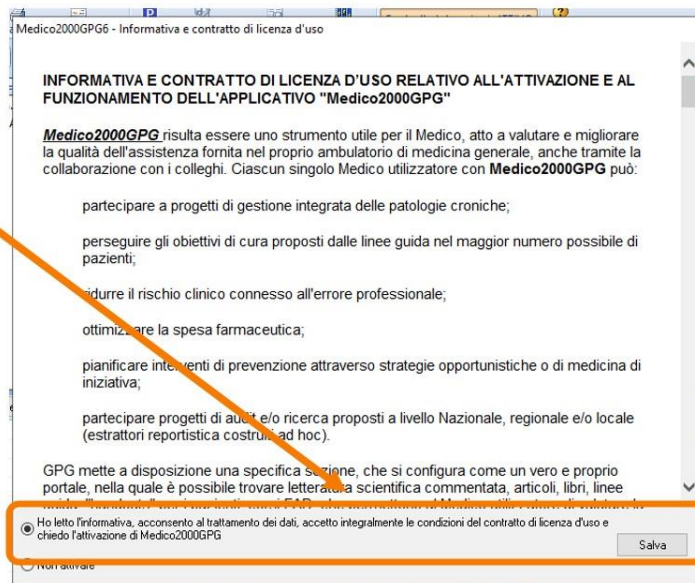 Medico2000GPG6 - Informativa e contratto di licenza d'uso
INFORMATIVA E CONTRATTO DI LICENZA D'USO RELATIVO ALL'ATTIVAZIONE E AL
FUNZIONAMENTO DELL'APPLICATIVO "Medico2000GPG"
Medico2000GPG risulta essere uno strumento utile per il Medico, atto a valutare e migliorare
la qualità dell'assistenza fornita nel proprio ambulatorio di medicina generale, anche tramite la
collaborazione con i colleghi. Ciascun singolo Medico utilizzatore con Medico2000GPG può:
partecipare a progetti di gestione integrata delle patologie croniche;
perseguire gli obiettivi di cura proposti dalle linee guida nel maggior numero possibile di
pazienti;
ridurre il rischio clinico connesso all'errore professionale;
ottimizzare la spesa farmaceutica;
pianificare interventi di prevenzione attraverso strategie opportunistiche o di medicina di
iniziativa;
partecipare progetti di audit e/o ricerca proposti a livello Nazionale, regionale e/o locale
(estrattori reportistica costruiti ad hoc).
GPG mette a disposizione una specifica sezione, che si configura come un vero e proprio
portale, nella quale è possibile trovare letteratura scientifica commentata, articoli, libri, linee
Ho letto l'informativa, acconsento al trattamento dei dati, accetto integralmente le condizioni del contratto di licenza d'uso e
chiedo l'attivazione di Medico2000GPG
Salva
Non attivare